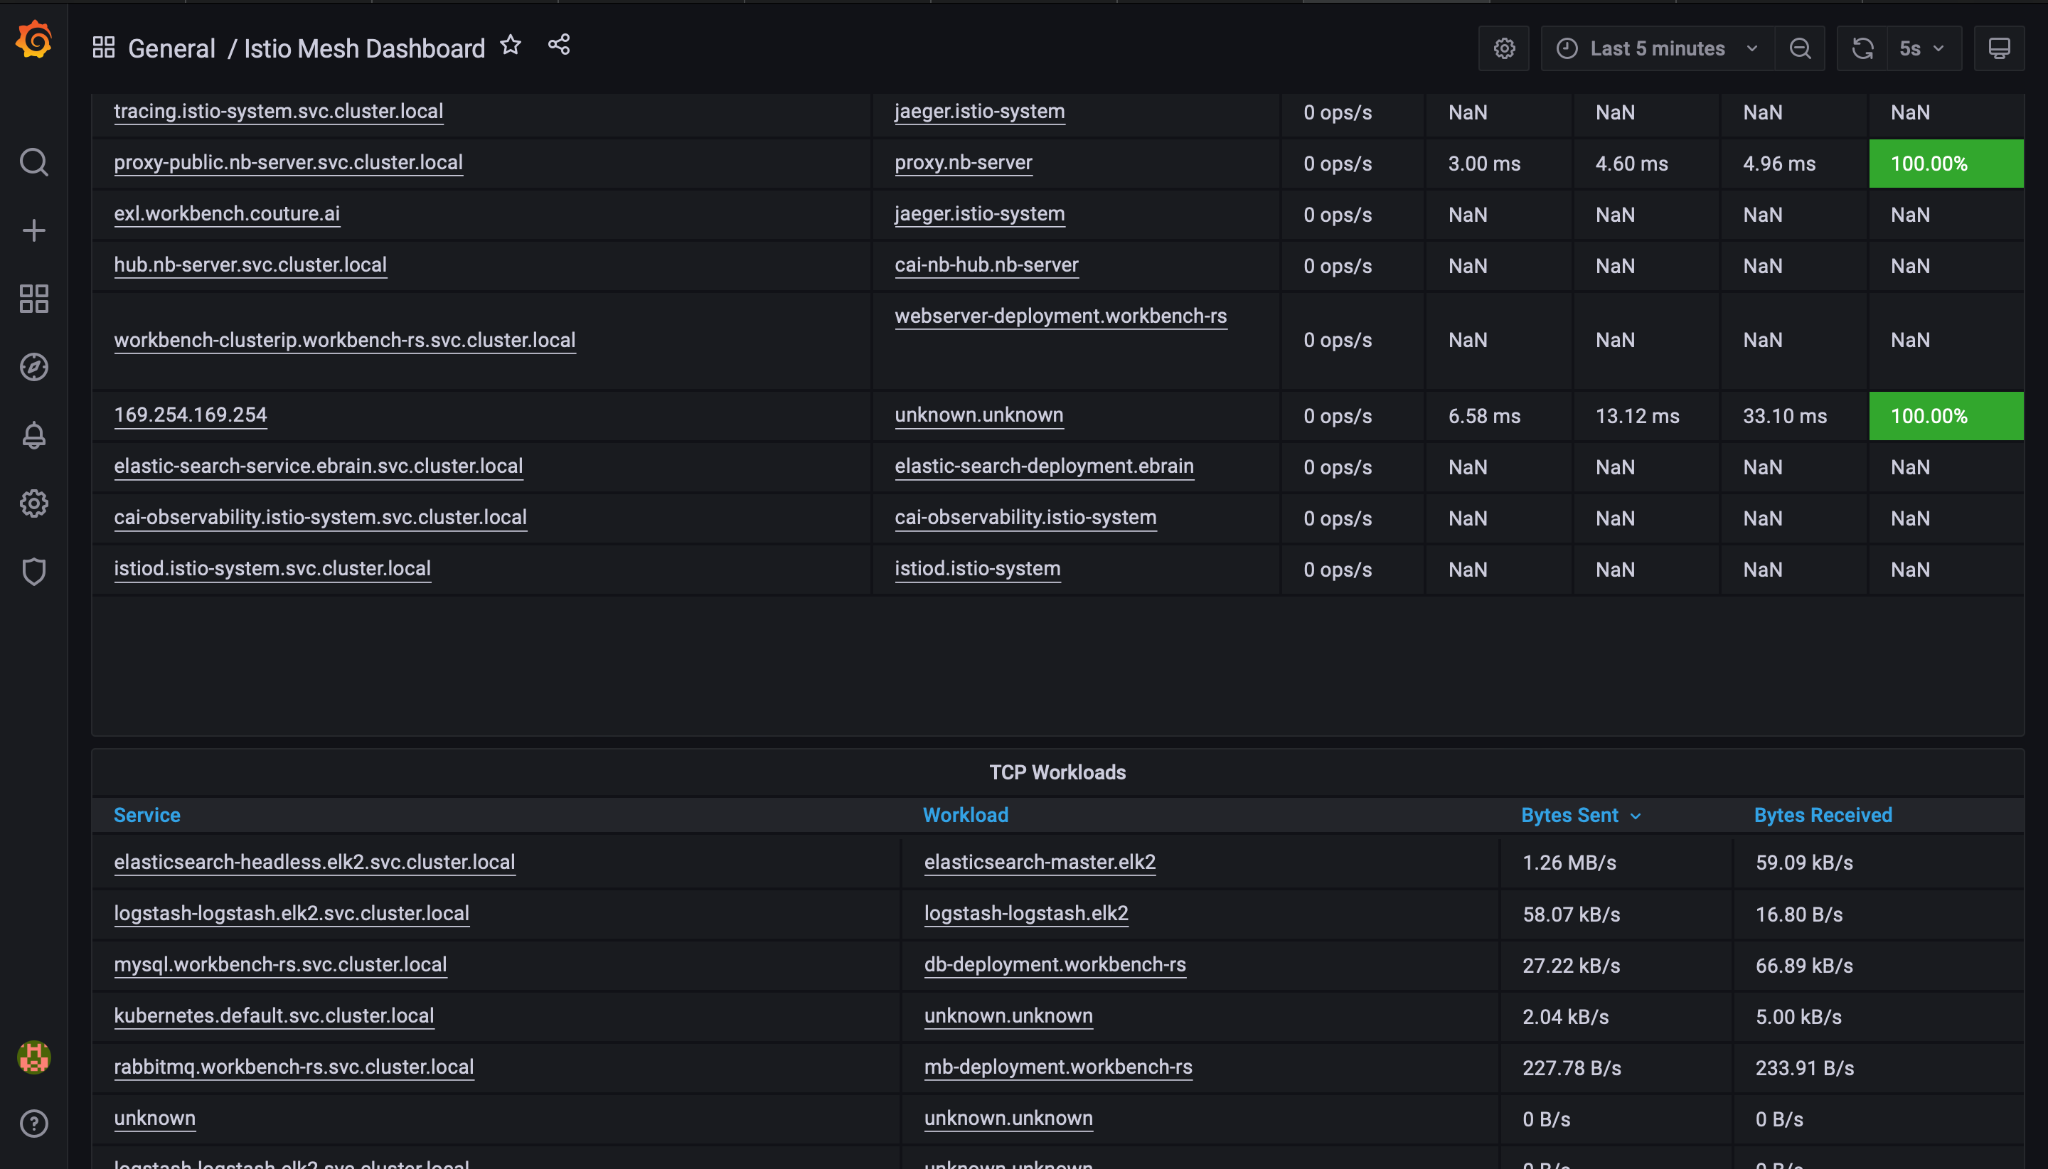 General / Istio Mesh Dashboard
Last 5 minutes
5s
tracing.istio-system.svc.cluster.local jaeger.istio-system 0 ops/s NaN NaN NaN NaN
proxy-public.nb-server.svc.cluster.local proxy.nb-server 0 ops/s 3.00 ms 4.60 ms 4.96 ms 100.00%
exl.workbench.couture.ai jaeger.istio-system 0 ops/s NaN NaN NaN NaN
hub.nb-server.svc.cluster.local cai-nb-hub.nb-server 0 ops/s NaN NaN NaN NaN
workbench-clusterip.workbench-rs.svc.cluster.local webserver-deployment.workbench-rs 0 ops/s NaN NaN NaN NaN
169.254.169.254 unknown.unknown 0 ops/s 6.58 ms 13.12 ms 33.10 ms 100.00%
elastic-search-service.ebrain.svc.cluster.local elastic-search-deployment.ebrain 0 ops/s NaN NaN NaN NaN
cai-observability.istio-system.svc.cluster.local cai-observability.istio-system 0 ops/s NaN NaN NaN NaN
istiod.istio-system.svc.cluster.local istiod.istio-system 0 ops/s NaN NaN NaN NaN
TCP Workloads
Service Workload Bytes Sent Bytes Received
elasticsearch-headless.elk2.svc.cluster.local elasticsearch-master.elk2 1.26 MB/s 59.09 kB/s
logstash-logstash.elk2.svc.cluster.local logstash-logstash.elk2 58.07 kB/s 16.80 B/s
mysql.workbench-rs.svc.cluster.local db-deployment.workbench-rs 27.22 kB/s 66.89 kB/s
kubernetes.default.svc.cluster.local unknown.unknown 2.04 kB/s 5.00 kB/s
rabbitmq.workbench-rs.svc.cluster.local mb-deployment.workbench-rs 227.78 B/s 233.91 B/s
unknown unknown.unknown 0 B/s 0 B/s
logstash-logstash.elk2.svc.cluster.local unknown.unknown 0 B/s 0 B/s